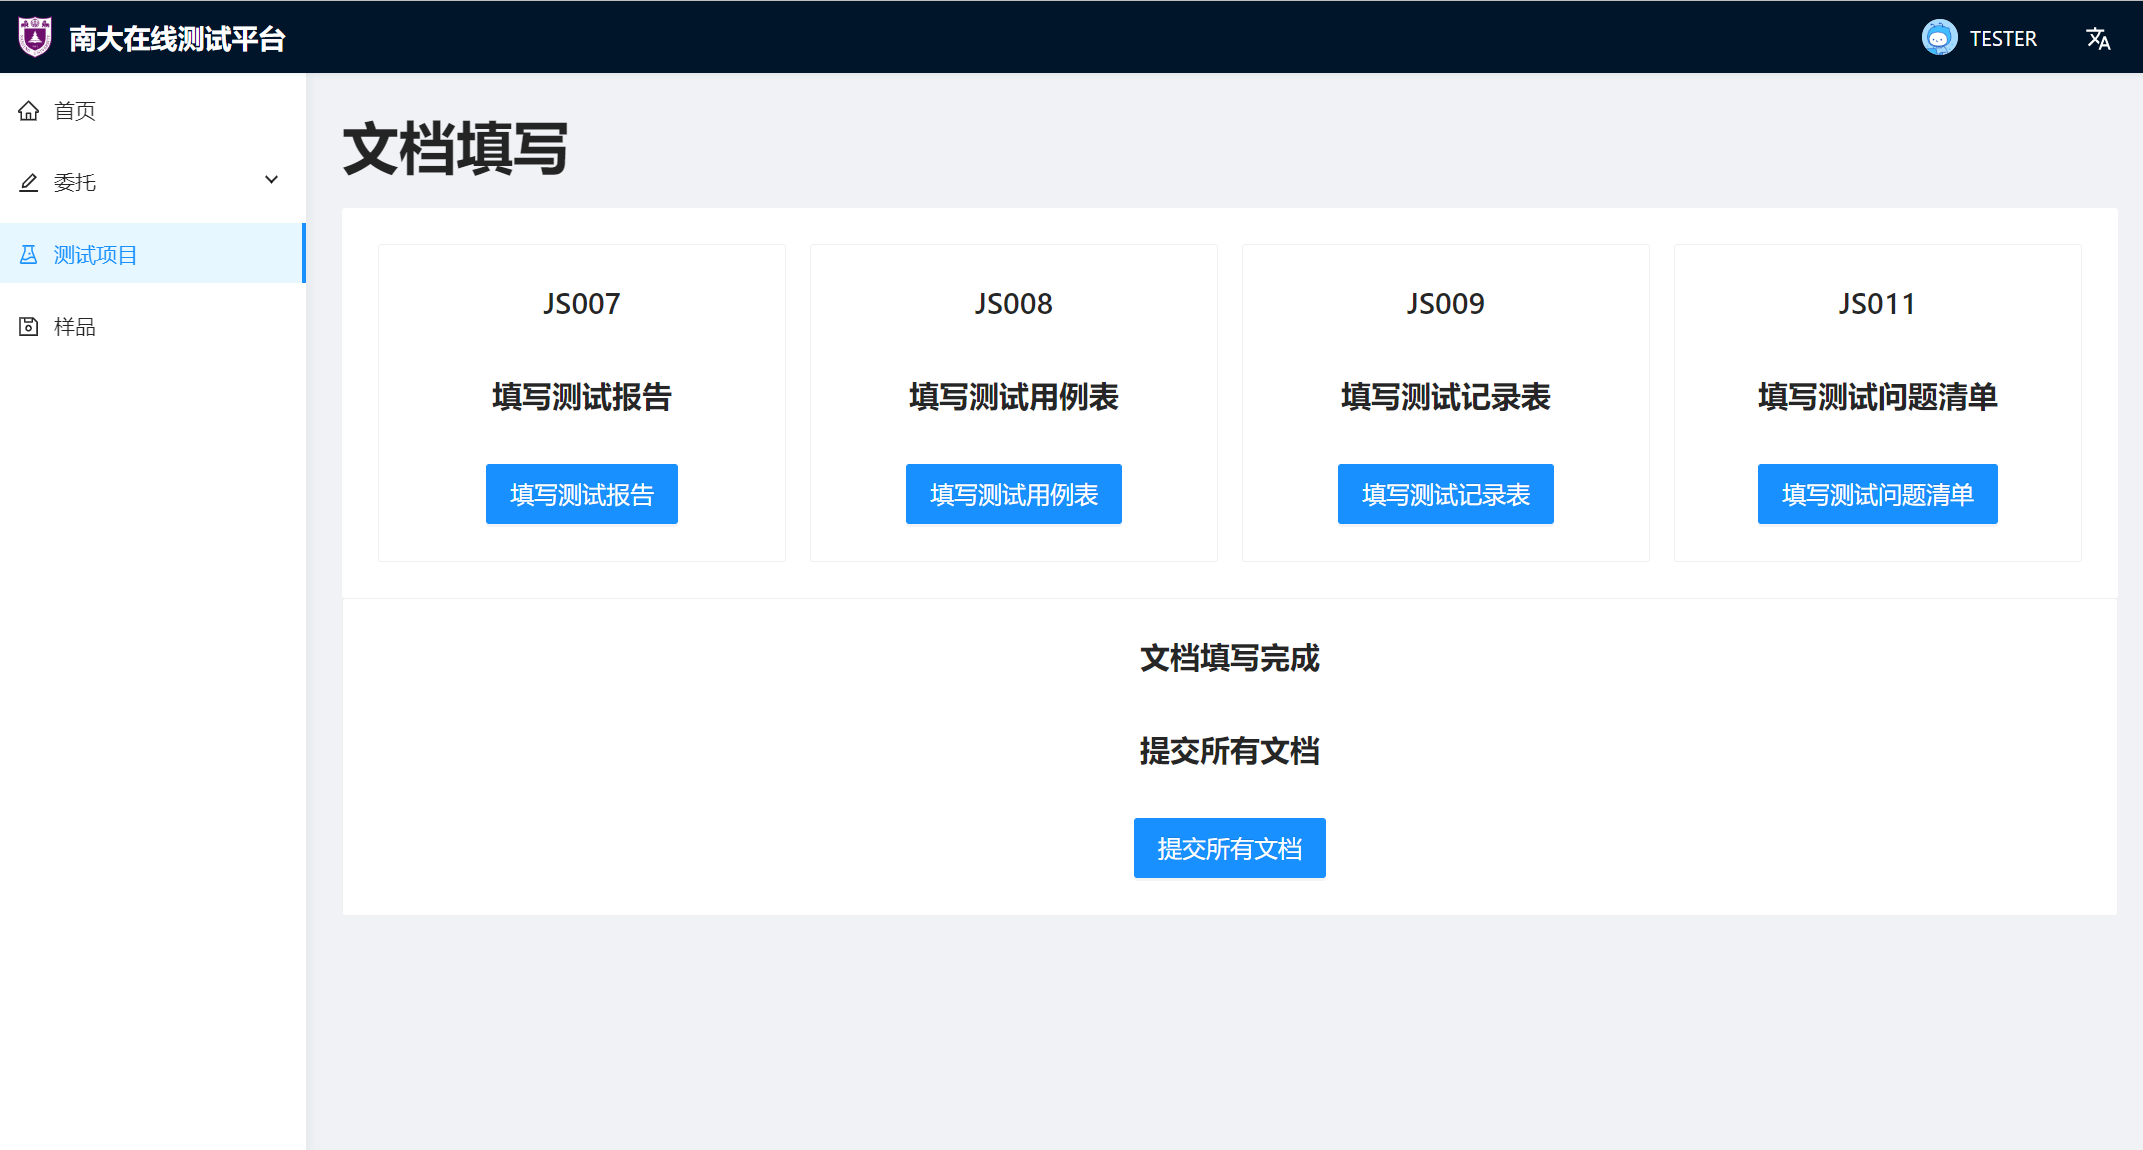 南大在线测试平台
TESTER
首页
委托
测试项目
样品
文档填写
JS007
填写测试报告
填写测试报告
JS008
填写测试用例表
填写测试用例表
JS009
填写测试记录表
填写测试记录表
JS011
填写测试问题清单
填写测试问题清单
文档填写完成
提交所有文档
提交所有文档